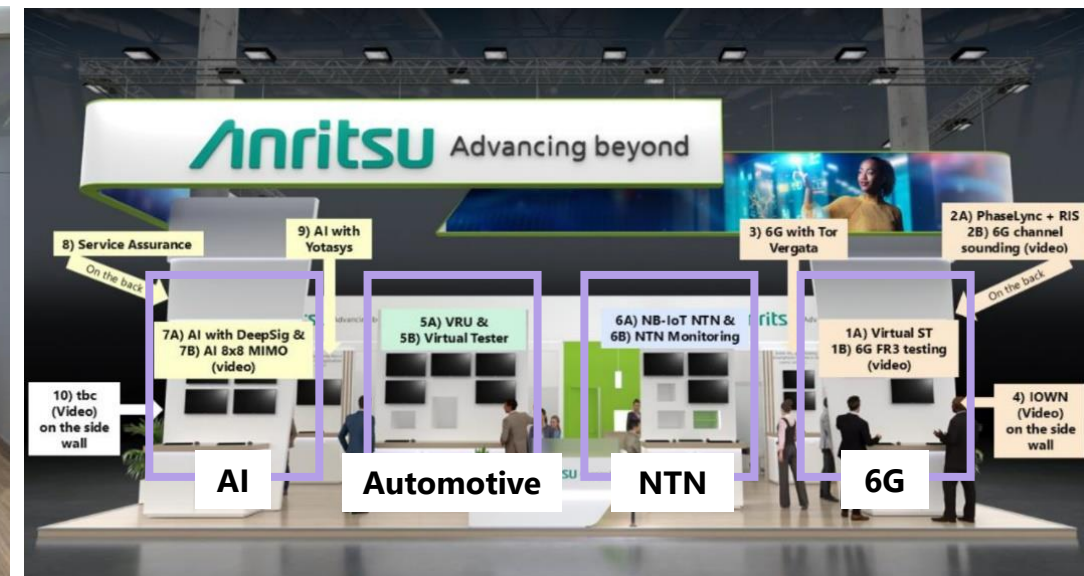 Anritsu Advancing beyond
8) Service Assurance
On the back
9) AI with
Yotasys
3) 6G with Tor
Vergata
2A) PhaseLync + RIS
2B) 6G channel
sounding (video)
On the back
7A) AI with DeepSig &
7B) AI 8x8 MIMO
(video)
5A) VRU &
5B) Virtual Tester
6A) NB-IoT NTN &
6B) NTN Monitoring
1A) Virtual ST
1B) 6G FR3 testing
(video)
10) tbc
(Video)
on the side
wall
4) IOWN
(Video)
on the side
wall
AI
Automotive
NTN
6G